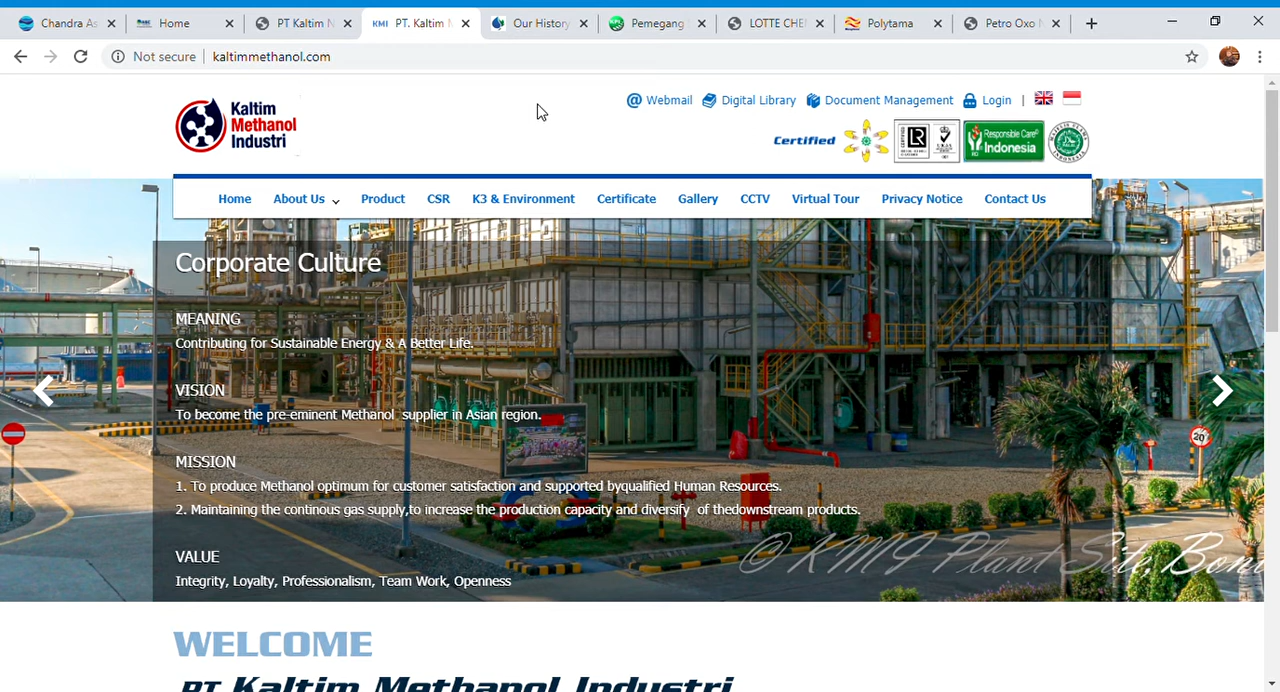 Chandra As
Home
PT Kaltim N
KMI PT. Kaltim M
Our History
Pemegang
LOTTE CHE
Polytama
Petro Oxo N
Not secure kaltimmethanol.com
Webmail Digital Library Document Management Login |
Kaltim
Methanol
Industri
Certified
LR
Responsible Care®
Indonesia
Home About Us Product CSR K3 & Environment Certificate Gallery CCTV Virtual Tour Privacy Notice Contact Us
Corporate Culture
MEANING
Contributing for Sustainable Energy & A Better Life.
VISION
To become the pre-eminent Methanol supplier in Asian region.
MISSION
1. To produce Methanol optimum for customer satisfaction and supported byqualified Human Resources.
2. Maintaining the continous gas supply,to increase the production capacity and diversify of thedownstream products.
VALUE
Integrity, Loyalty, Professionalism, Team Work, Openness
20
© KMI Plant Site, Bont
WELCOME
PT Kaltim Methanol Industri